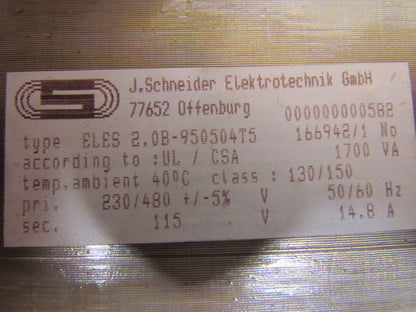 J.Schneider Elektrotechnik GmbH
77652 Offenburg 000000000582
type ELES 2.0B-950504T5 166942/1 No
according to :UL / CSA 1700 VA
temp.ambient 40°C class : 130/150
pri. 230/480 +/-5% V 50/60 Hz
sec. 115 V 14.8 A